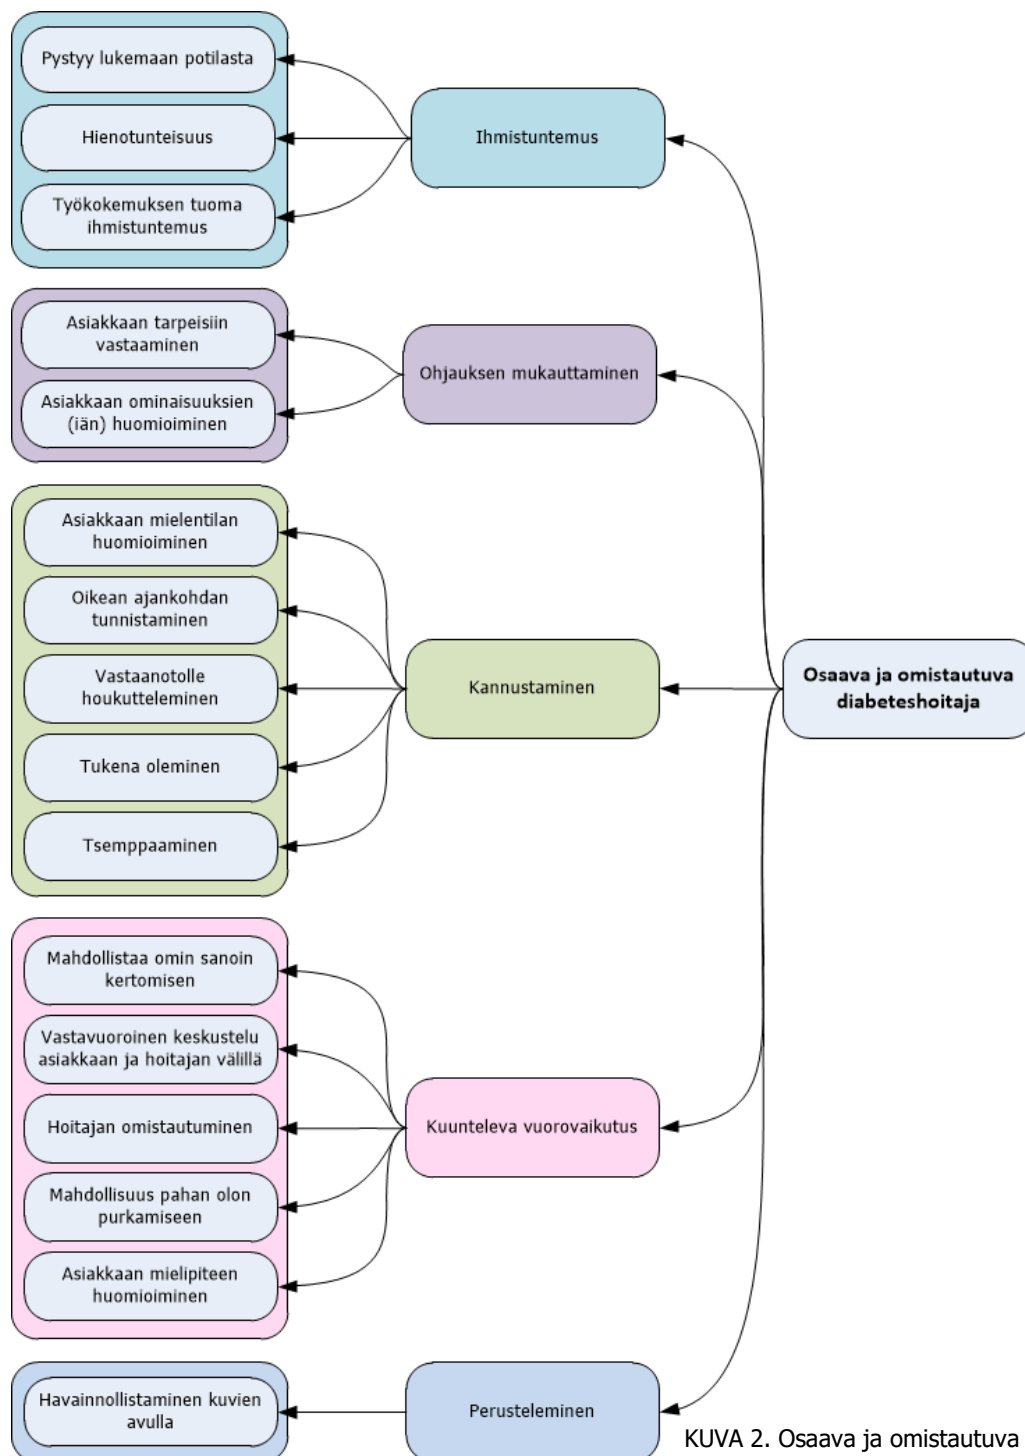 Pystyy lukemaan potilasta
Hienotunteisuus
Työkokemuksen tuoma
ihmistuntemus
Ihmistuntemus
Asiakkaan tarpeisiin
vastaaminen
Asiakkaan ominaisuuksien
(iän) huomioiminen
Ohjauksen mukauttaminen
Asiakkaan mielentilan
huomioiminen
Oikean ajankohdan
tunnistaminen
Vastaanotolle
houkutteleminen
Tukena oleminen
Tsemppaaminen
Kannustaminen
Osaava ja omistautuva
diabeteshoitaja
Mahdollistaa omin sanoin
kertomisen
Vastavuoroinen keskustelu
asiakkaan ja hoitajan välillä
Hoitajan omistautuminen
Mahdollisuus pahan olon
purkamiseen
Asiakkaan mielipiteen
huomioiminen
Kuunteleva vuorovaikutus
Havainnollistaminen kuvien
avulla
Perusteleminen
KUVA 2. Osaava ja omistautuva